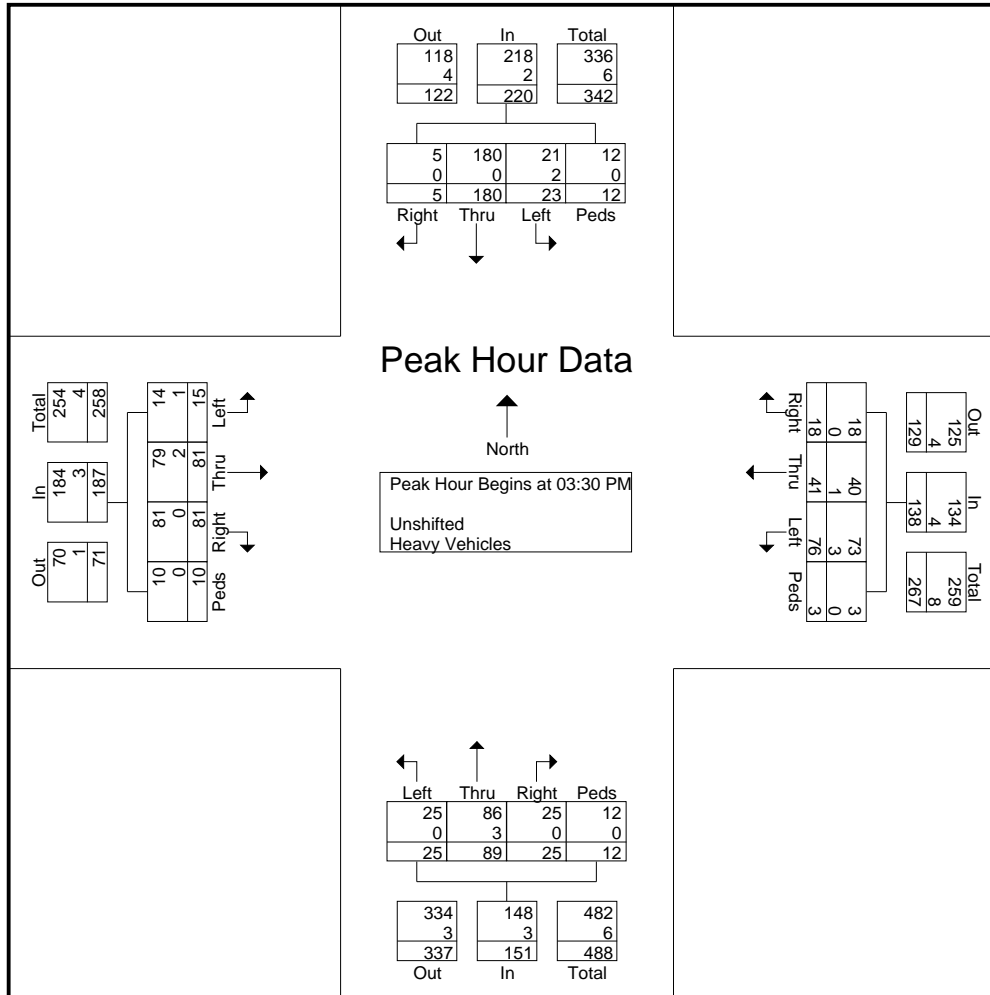 Out In Total
118 218 336
4 2 6
122 220 342
5 180 21 12
0 0 2 0
5 180 23 12
Right Thru Left Peds
Peak Hour Data
North
Peak Hour Begins at 03:30 PM
Unshifted
Heavy Vehicles
Total In Out
254 184 70
4 3 1
258 187 71
14 79 81 10
1 2 0 0
15 81 81 10
Left Thru Right Peds
Out In Total
125 134 259
4 4 8
129 138 267
18 40 73 3
0 1 3 0
18 41 76 3
Right Thru Left Peds
Left Thru Right Peds
25 86 25 12
0 3 0 0
25 89 25 12
334 148 482
3 3 6
337 151 488
Out In Total